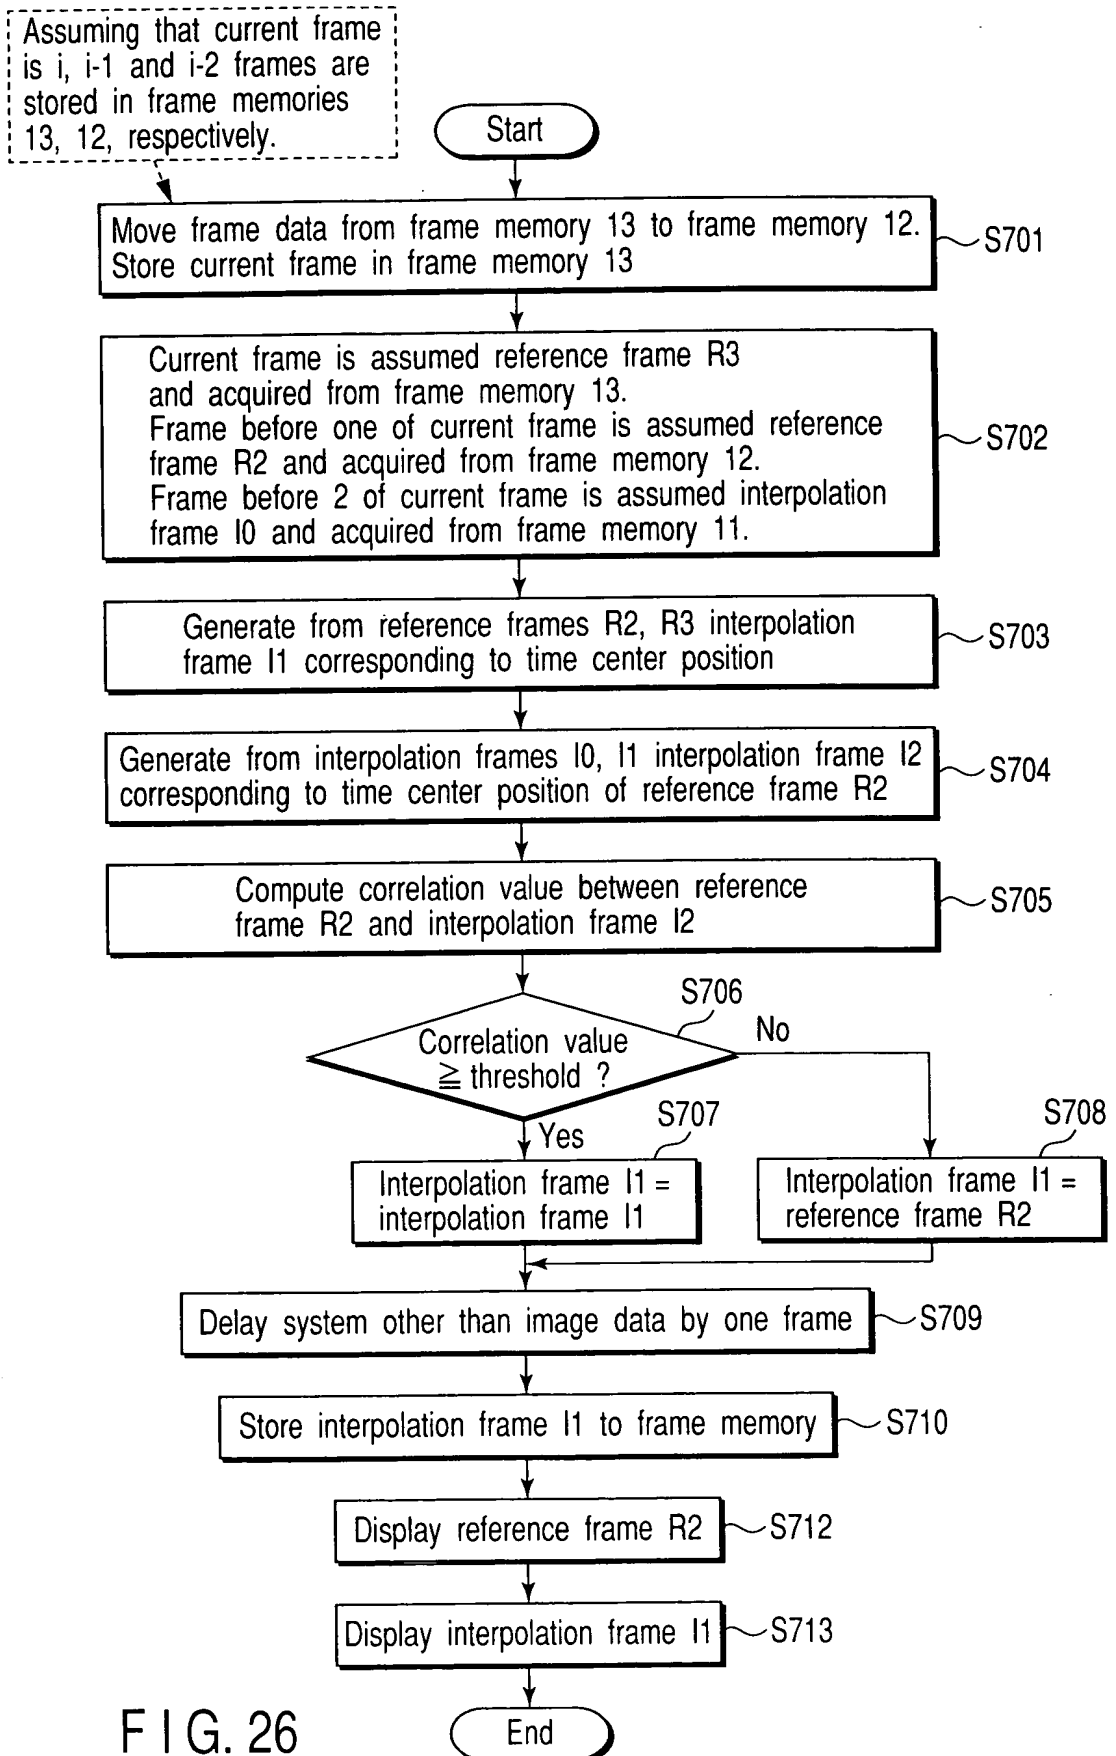 Assuming that current frame
is i, i-1 and i-2 frames are
stored in frame memories
13, 12, respectively.
Start
Move frame data from frame memory 13 to frame memory 12.
Store current frame in frame memory 13
S701
Current frame is assumed reference frame R3
and acquired from frame memory 13.
Frame before one of current frame is assumed reference
frame R2 and acquired from frame memory 12.
Frame before 2 of current frame is assumed interpolation
frame I0 and acquired from frame memory 11.
S702
Generate from reference frames R2, R3 interpolation
frame I1 corresponding to time center position
S703
Generate from interpolation frames I0, I1 interpolation frame I2
corresponding to time center position of reference frame R2
S704
Compute correlation value between reference
frame R2 and interpolation frame I2
S705
S706
Correlation value
≧ threshold ?
No
Yes
S707
Interpolation frame I1 =
interpolation frame I1
S708
Interpolation frame I1 =
reference frame R2
Delay system other than image data by one frame
S709
Store interpolation frame I1 to frame memory
S710
Display reference frame R2
S712
Display interpolation frame I1
S713
End
FIG. 26